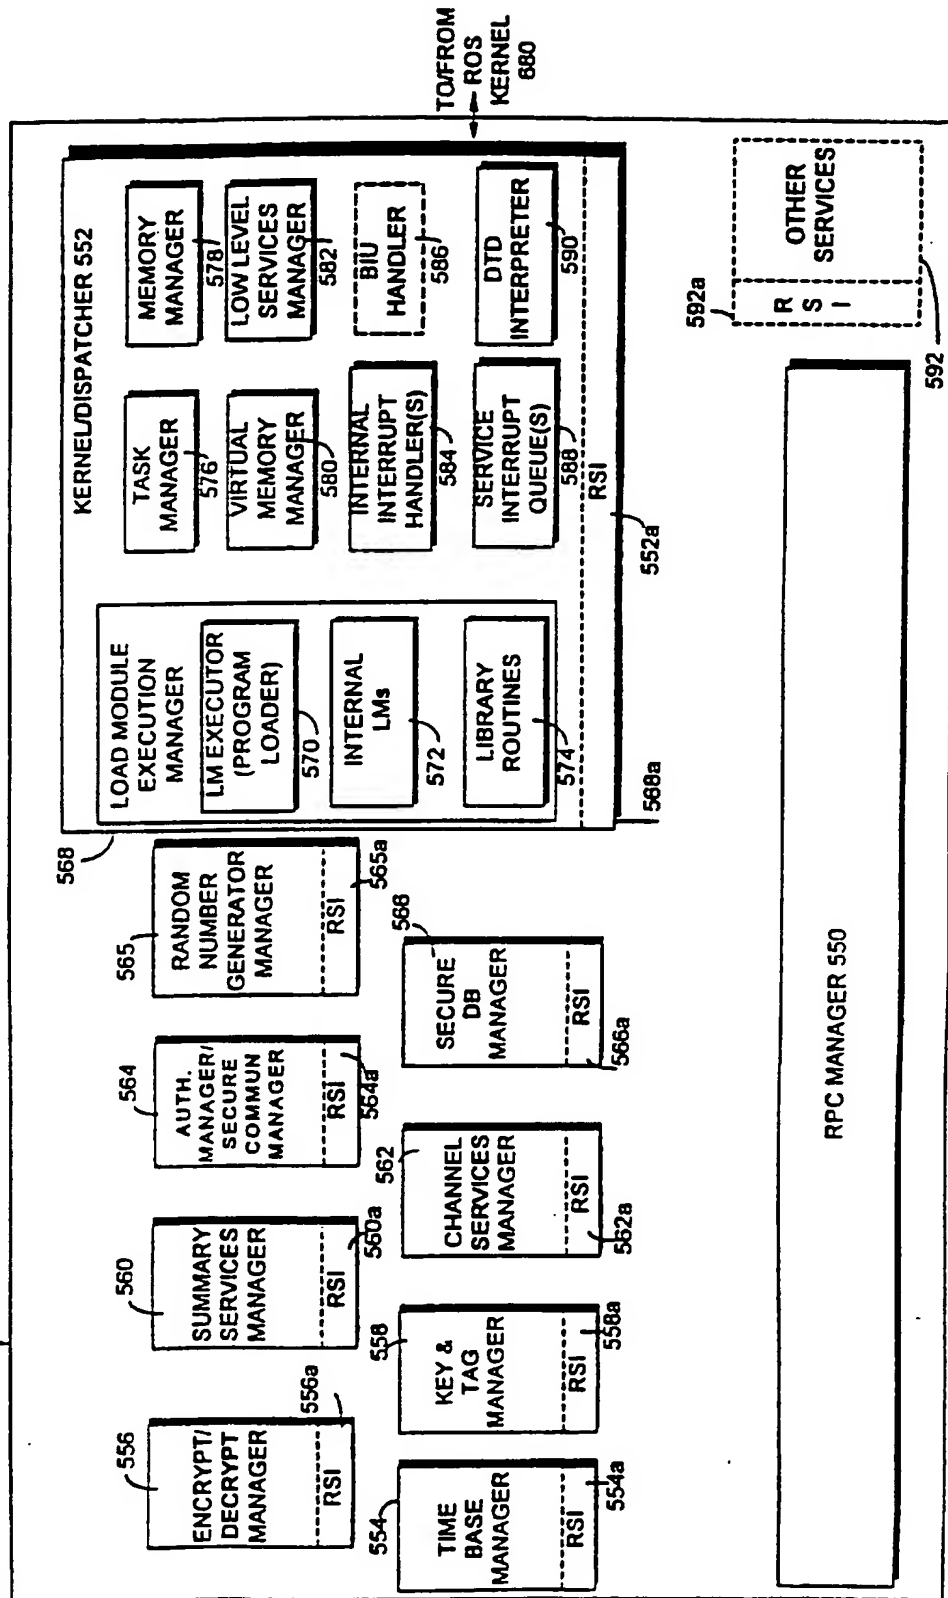 KERNEL/DISPATCHER 552
LOAD MODULE
EXECUTION
MANAGER
568
LM EXECUTOR
(PROGRAM
LOADER)
570
INTERNAL
LMs
572
LIBRARY
ROUTINES
574
568a
TASK
MANAGER
576
VIRTUAL
MEMORY
MANAGER
580
INTERNAL
INTERRUPT
HANDLER(S)
584
SERVICE
INTERRUPT
QUEUE(S)
588
MEMORY
MANAGER
578
LOW LEVEL
SERVICES
MANAGER
582
BIU
HANDLER
586
DTD
INTERPRETER
590
RSI
552a
TO/FROM
ROS
KERNEL
680
556
ENCRYPT/
DECRYPT
MANAGER
RSI
556a
560
SUMMARY
SERVICES
MANAGER
RSI
560a
564
AUTH.
MANAGER/
SECURE
COMMUN
MANAGER
RSI
564a
565
RANDOM
NUMBER
GENERATOR
MANAGER
RSI
565a
554
TIME
BASE
MANAGER
RSI
554a
558
KEY &
TAG
MANAGER
RSI
558a
562
CHANNEL
SERVICES
MANAGER
RSI
562a
568
SECURE
DB
MANAGER
RSI
566a
RPC MANAGER 550
592a
R
S
I
OTHER
SERVICES
592